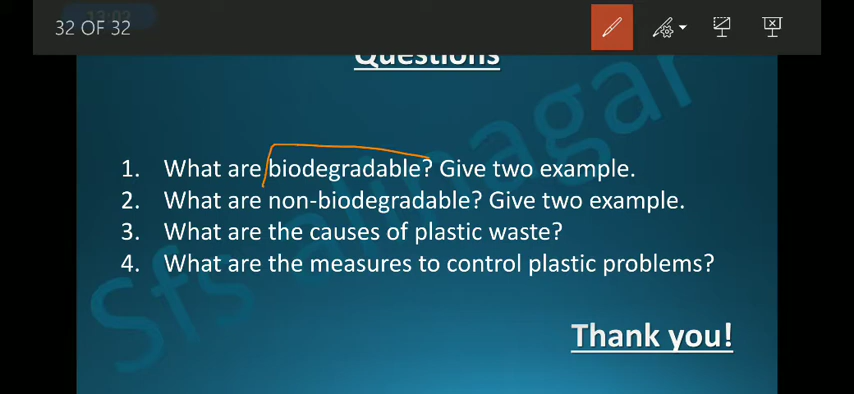 32 OF 32
Questions
1. What are biodegradable? Give two example.
2. What are non-biodegradable? Give two example.
3. What are the causes of plastic waste?
4. What are the measures to control plastic problems?
Thank you!
Sfs alinagar